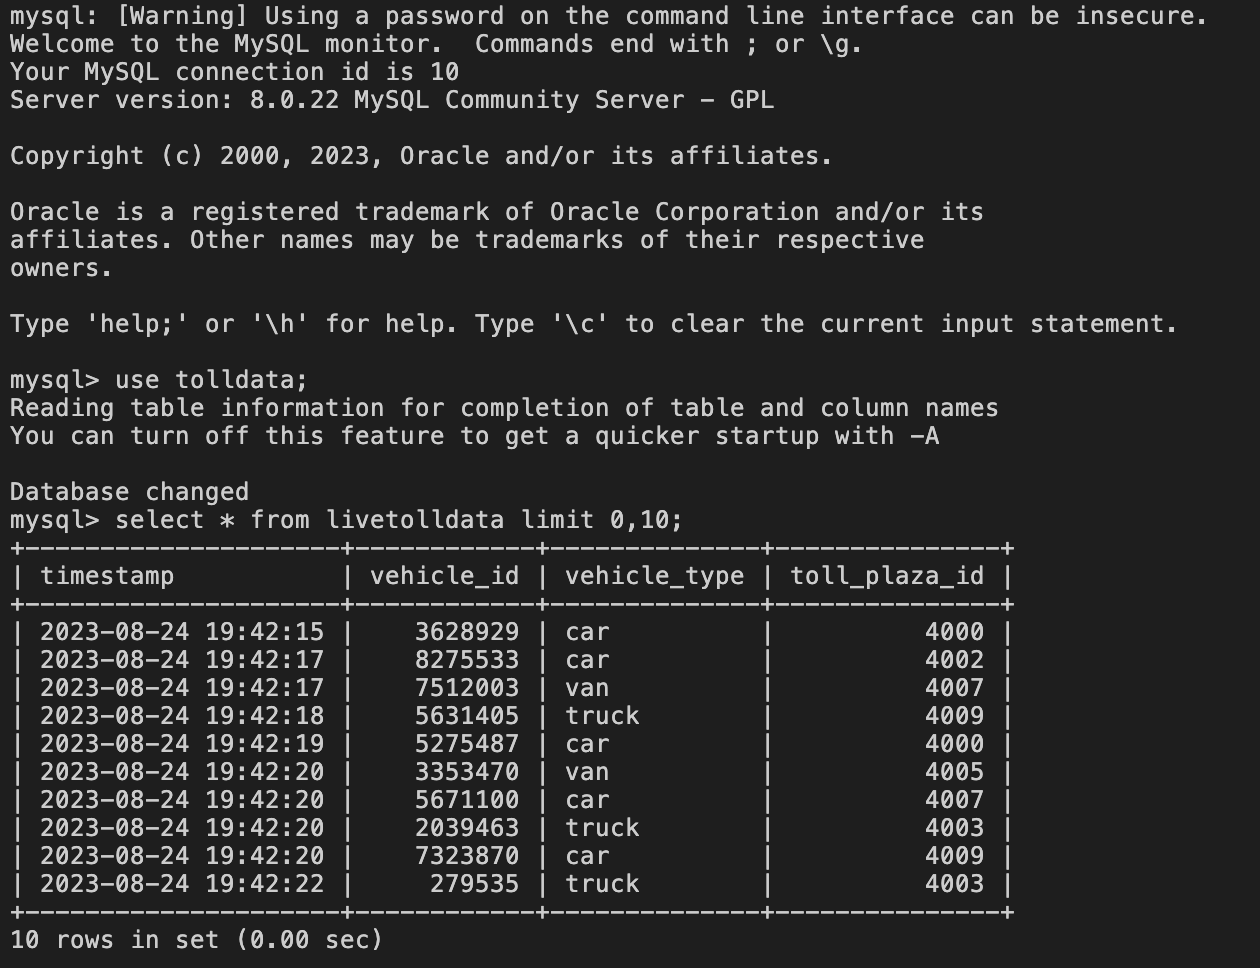 mysql: [Warning] Using a password on the command line interface can be insecure.
Welcome to the MySQL monitor.  Commands end with ; or \g.
Your MySQL connection id is 10
Server version: 8.0.22 MySQL Community Server - GPL

Copyright (c) 2000, 2023, Oracle and/or its affiliates.

Oracle is a registered trademark of Oracle Corporation and/or its
affiliates. Other names may be trademarks of their respective
owners.

Type 'help;' or '\h' for help. Type '\c' to clear the current input statement.

mysql> use tolldata;
Reading table information for completion of table and column names
You can turn off this feature to get a quicker startup with -A

Database changed
mysql> select * from livetolldata limit 0,10;
+---------------------+------------+--------------+---------------+
| timestamp           | vehicle_id | vehicle_type | toll_plaza_id |
+---------------------+------------+--------------+---------------+
| 2023-08-24 19:42:15 |    3628929 | car          |          4000 |
| 2023-08-24 19:42:17 |    8275533 | car          |          4002 |
| 2023-08-24 19:42:17 |    7512003 | van          |          4007 |
| 2023-08-24 19:42:18 |    5631405 | truck        |          4009 |
| 2023-08-24 19:42:19 |    5275487 | car          |          4000 |
| 2023-08-24 19:42:20 |    3353470 | van          |          4005 |
| 2023-08-24 19:42:20 |    5671100 | car          |          4007 |
| 2023-08-24 19:42:20 |    2039463 | truck        |          4003 |
| 2023-08-24 19:42:20 |    7323870 | car          |          4009 |
| 2023-08-24 19:42:22 |     279535 | truck        |          4003 |
+---------------------+------------+--------------+---------------+
10 rows in set (0.00 sec)